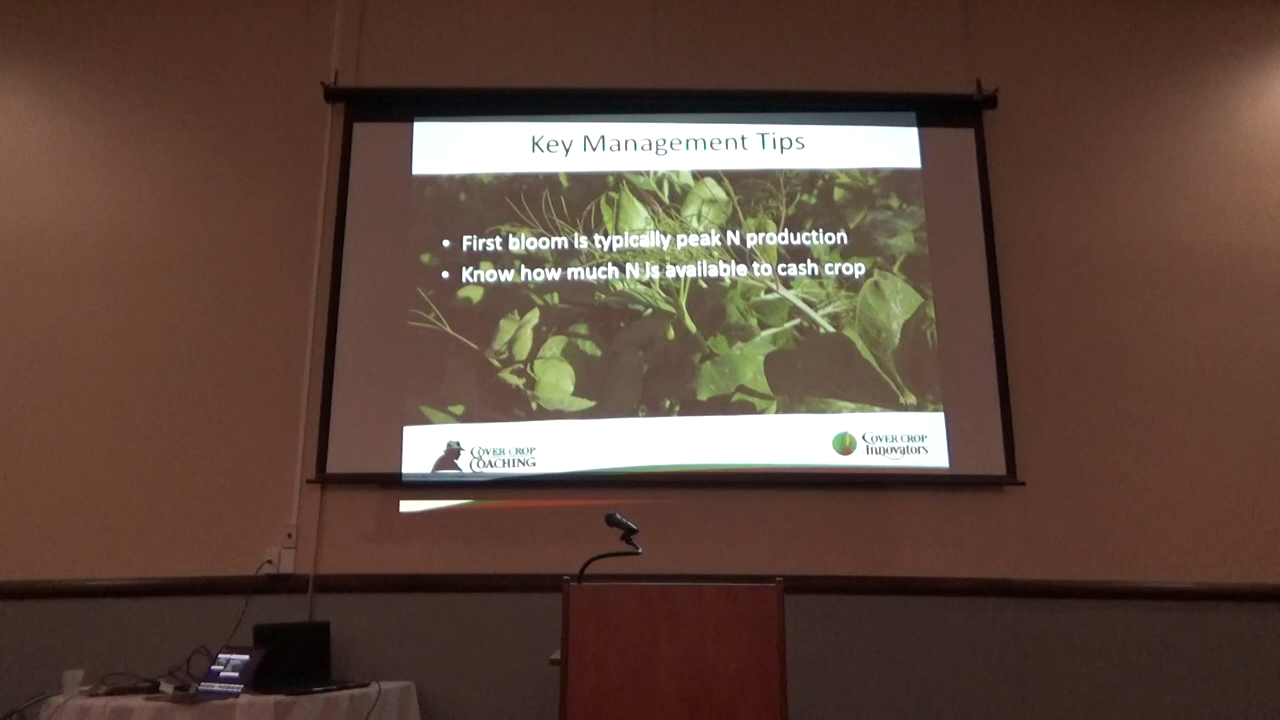 Key Management Tips
• First bloom is typically peak N production
• Know how much N is available to cash crop
COVER CROP
COACHING
COVER CROP
INNOVATORS